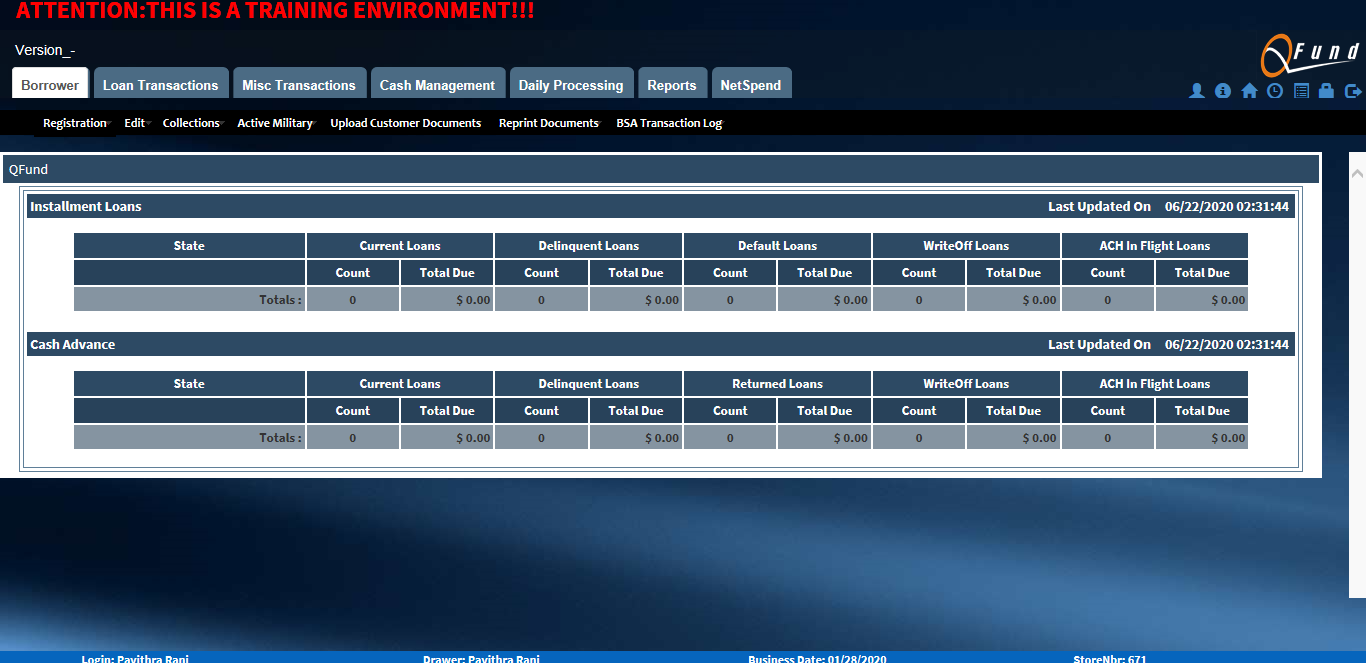 ATTENTION:THIS IS A TRAINING ENVIRONMENT!!!
Version_-
QFund
Borrower Loan Transactions Misc Transactions Cash Management Daily Processing Reports NetSpend
Registration Edit Collections Active Military Upload Customer Documents Reprint Documents BSA Transaction Log
QFund
Installment Loans Last Updated On 06/22/2020 02:31:44
State Current Loans Delinquent Loans Default Loans WriteOff Loans ACH In Flight Loans
Count Total Due Count Total Due Count Total Due Count Total Due Count Total Due
Totals : 0 $ 0.00 0 $ 0.00 0 $ 0.00 0 $ 0.00 0 $ 0.00
Cash Advance Last Updated On 06/22/2020 02:31:44
State Current Loans Delinquent Loans Returned Loans WriteOff Loans ACH In Flight Loans
Count Total Due Count Total Due Count Total Due Count Total Due Count Total Due
Totals : 0 $ 0.00 0 $ 0.00 0 $ 0.00 0 $ 0.00 0 $ 0.00
Login: Pavithra Rani Drawer: Pavithra Rani Business Date: 01/28/2020 StoreNbr: 671